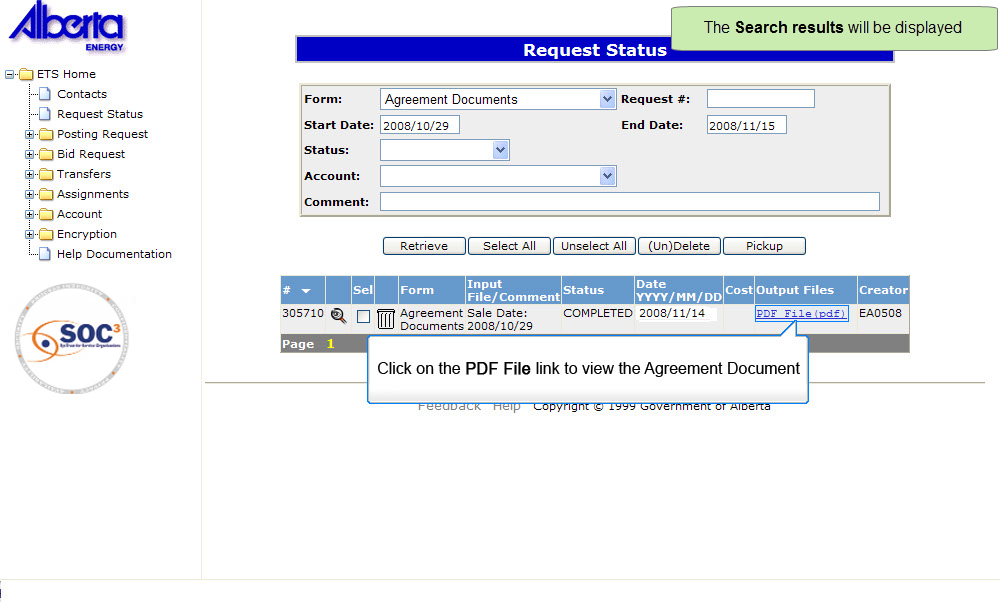 Alberta
ENERGY
The Search results will be displayed
Request Status
ETS Home
Contacts
Request Status
Posting Request
Bid Request
Transfers
Assignments
Account
Encryption
Help Documentation
SOC3
Form: Agreement Documents Request #:
Start Date: 2008/10/29 End Date: 2008/11/15
Status:
Account:
Comment:
Retrieve Select All Unselect All (Un)Delete Pickup
# Sel Form Input File/Comment Status Date YYYY/MM/DD Cost Output Files Creator
305710 Agreement Documents Sale Date: 2008/10/29 COMPLETED 2008/11/14 PDF File(pdf) EA0508
Page 1
Click on the PDF File link to view the Agreement Document
Feedback Help Copyright © 1999 Government of Alberta